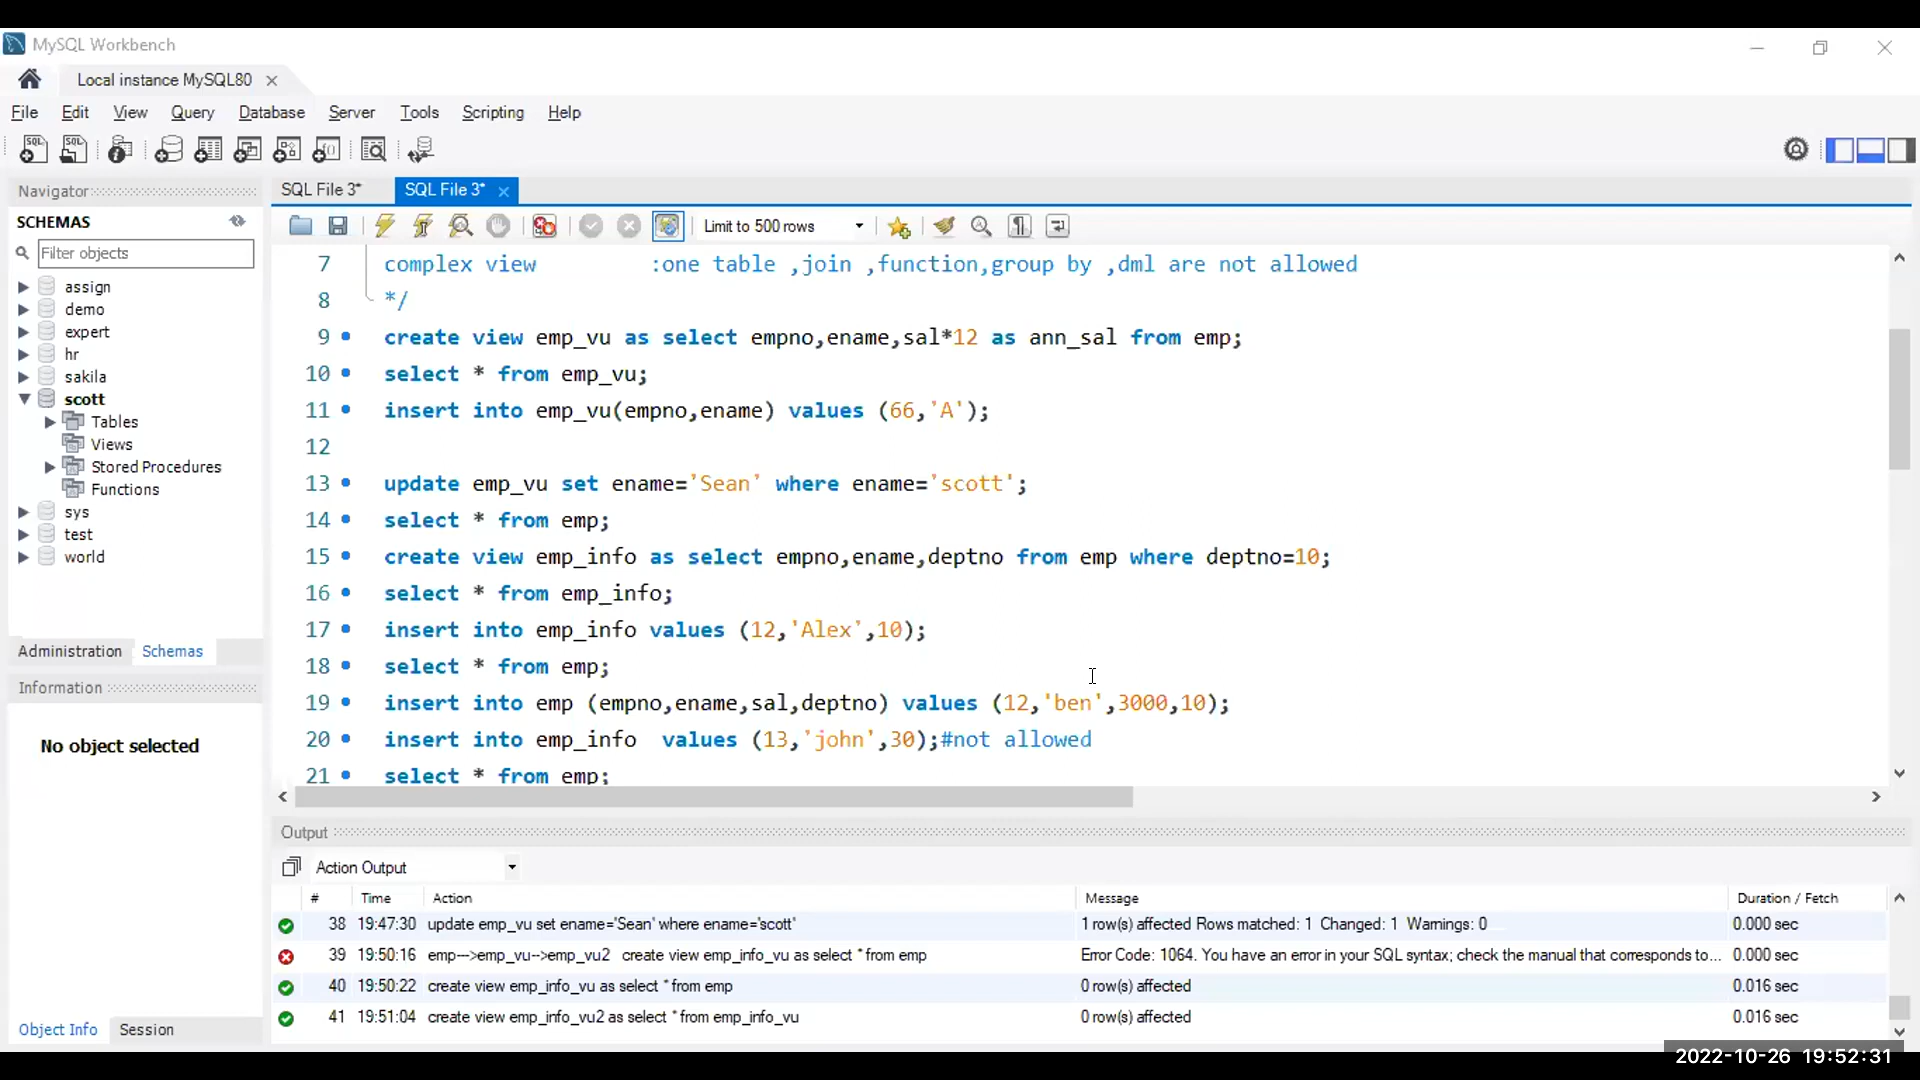 MySQL Workbench
Local instance MySQL80
File Edit View Query Database Server Tools Scripting Help
Navigator
SCHEMAS
Filter objects
assign
demo
expert
hr
sakila
scott
Tables
Views
Stored Procedures
Functions
sys
test
world
Administration Schemas
Information
No object selected
Object Info Session
SQL File 3* SQL File 3*
Limit to 500 rows
7 complex view :one table ,join ,function,group by ,dml are not allowed
8 */
9 create view emp_vu as select empno,ename,sal*12 as ann_sal from emp;
10 select * from emp_vu;
11 insert into emp_vu(empno,ename) values (66,'A');
12
13 update emp_vu set ename='Sean' where ename='scott';
14 select * from emp;
15 create view emp_info as select empno,ename,deptno from emp where deptno=10;
16 select * from emp_info;
17 insert into emp_info values (12,'Alex',10);
18 select * from emp;
19 insert into emp (empno,ename,sal,deptno) values (12,'ben',3000,10);
20 insert into emp_info  values (13,'john',30);#not allowed
21 select * from emp;
Output
Action Output
# Time Action Message Duration / Fetch
38 19:47:30 update emp_vu set ename='Sean' where ename='scott' 1 row(s) affected Rows matched: 1 Changed: 1 Warnings: 0 0.000 sec
39 19:50:16 emp--->emp_vu-->emp_vu2 create view emp_info_vu as select * from emp Error Code: 1064. You have an error in your SQL syntax; check the manual that corresponds to... 0.000 sec
40 19:50:22 create view emp_info_vu as select * from emp 0 row(s) affected 0.016 sec
41 19:51:04 create view emp_info_vu2 as select * from emp_info_vu 0 row(s) affected 0.016 sec
2022-10-26 19:52:31